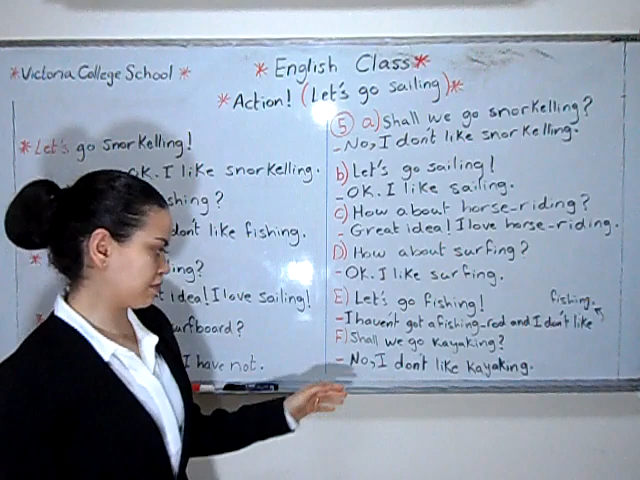 *Victoria College School*
*English Class*
*Action! (Let's go sailing)*
*Let's go snorkelling!
OK. I like snorkelling.
shing?
don't like fishing.
*
ing?
t idea! I love sailing!
urfboard?
I have not.
5 a) Shall we go snorkelling?
- No, I don't like snorkelling.
b) Let's go sailing!
- OK. I like sailing.
C) How about horse-riding?
- Great idea! I love horse-riding.
D) How about surfing?
- OK. I like surfing.
E) Let's go fishing!
- I haven't got a fishing-rod and I don't like
fishing.
F) Shall we go kayaking?
- No, I don't like kayaking.